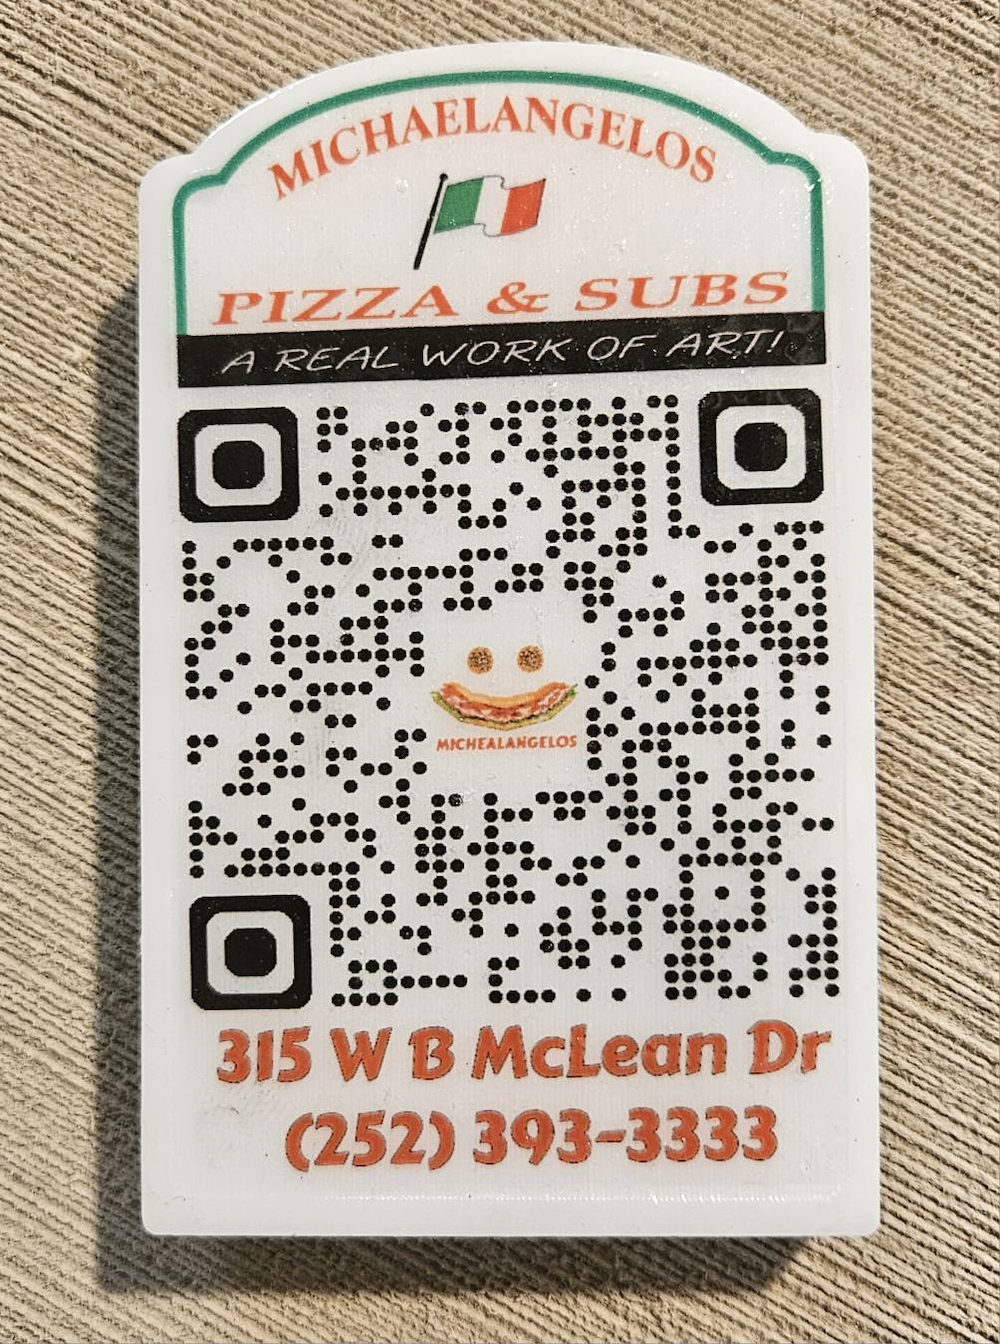 MICHAELANGELOS
PIZZA & SUBS
A REAL WORK OF ART!
MICHEALANGELOS
315 W B McLean Dr
(252) 393-3333